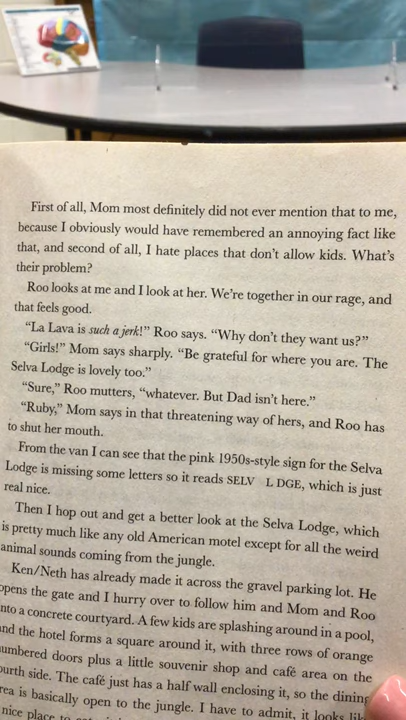 First of all, Mom most definitely did not ever mention that to me,
because I obviously would have remembered an annoying fact like
that, and second of all, I hate places that don't allow kids. What's
their problem?
Roo looks at me and I look at her. We're together in our rage, and
that feels good.
"La Lava is such a jerk!" Roo says. "Why don't they want us?"
"Girls!" Mom says sharply. "Be grateful for where you are. The
Selva Lodge is lovely too."
"Sure," Roo mutters, "whatever. But Dad isn't here."
"Ruby," Mom says in that threatening way of hers, and Roo has
to shut her mouth.
From the van I can see that the pink 1950s-style sign for the Selva
Lodge is missing some letters so it reads SELV L DGE, which is just
real nice.
Then I hop out and get a better look at the Selva Lodge, which
is pretty much like any old American motel except for all the weird
animal sounds coming from the jungle.
Ken/Neth has already made it across the gravel parking lot. He
opens the gate and I hurry over to follow him and Mom and Roo
into a concrete courtyard. A few kids are splashing around in a pool,
and the hotel forms a square around it, with three rows of orange
numbered doors plus a little souvenir shop and café area on the
fourth side. The café just has a half wall enclosing it, so the dining
area is basically open to the jungle. I have to admit, it looks like
nice place to